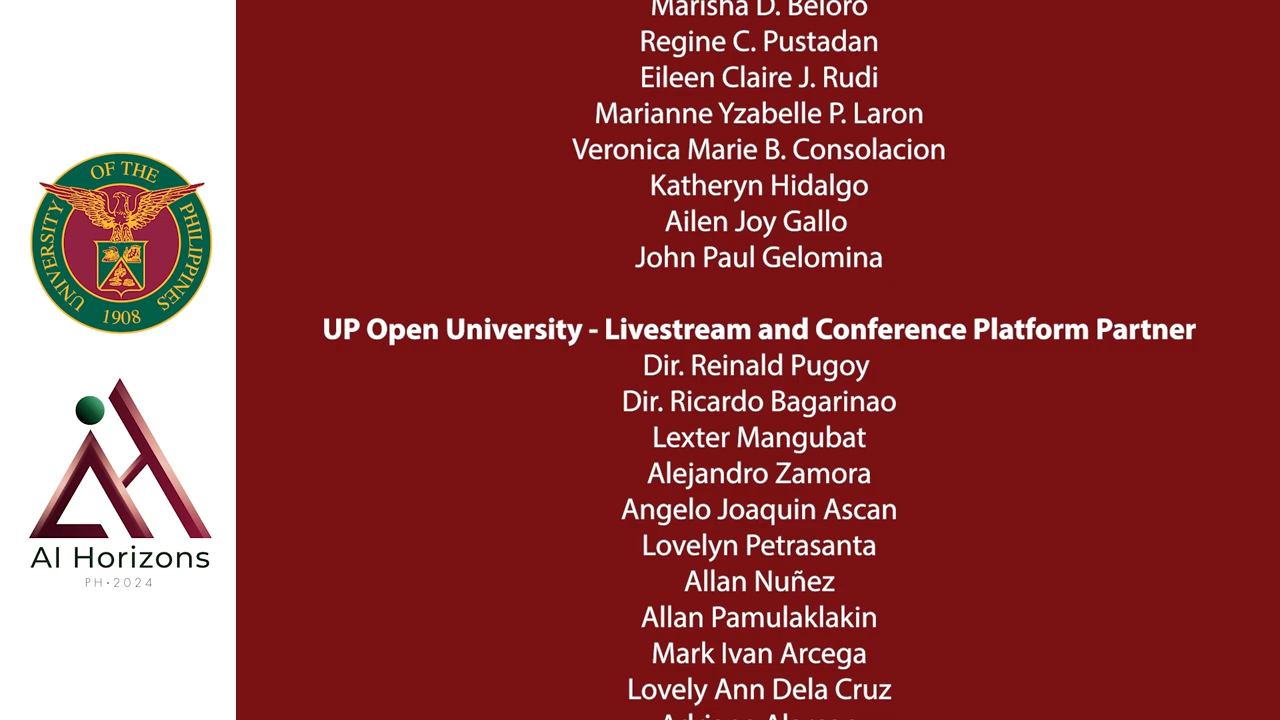 UNIVERSITY OF THE PHILIPPINES
1908
AI Horizons
PH•2024
Marisha D. Beloro
Regine C. Pustadan
Eileen Claire J. Rudi
Marianne Yzabelle P. Laron
Veronica Marie B. Consolacion
Katheryn Hidalgo
Ailen Joy Gallo
John Paul Gelomina
UP Open University - Livestream and Conference Platform Partner
Dir. Reinald Pugoy
Dir. Ricardo Bagarinao
Lexter Mangubat
Alejandro Zamora
Angelo Joaquin Ascan
Lovelyn Petrasanta
Allan Nuñez
Allan Pamulaklakin
Mark Ivan Arcega
Lovely Ann Dela Cruz